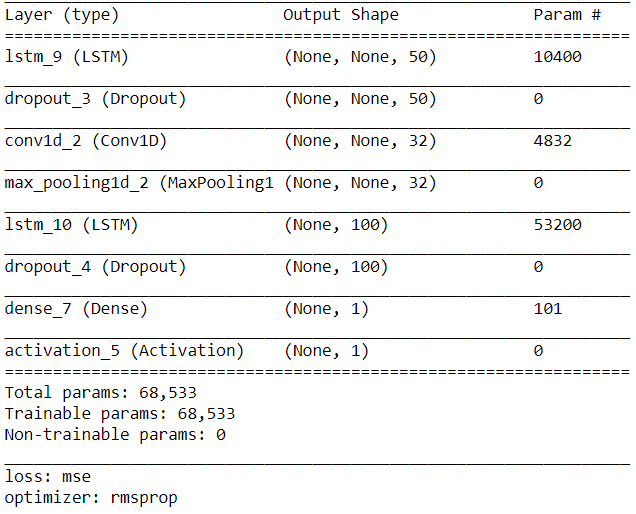 Layer (type) Output Shape Param #
=================================================================
lstm_9 (LSTM) (None, None, 50) 10400
_________________________________________________________________
dropout_3 (Dropout) (None, None, 50) 0
_________________________________________________________________
conv1d_2 (Conv1D) (None, None, 32) 4832
_________________________________________________________________
max_pooling1d_2 (MaxPooling1 (None, None, 32) 0
_________________________________________________________________
lstm_10 (LSTM) (None, 100) 53200
_________________________________________________________________
dropout_4 (Dropout) (None, 100) 0
_________________________________________________________________
dense_7 (Dense) (None, 1) 101
_________________________________________________________________
activation_5 (Activation) (None, 1) 0
=================================================================
Total params: 68,533
Trainable params: 68,533
Non-trainable params: 0
_________________________________________________________________
loss: mse
optimizer: rmsprop